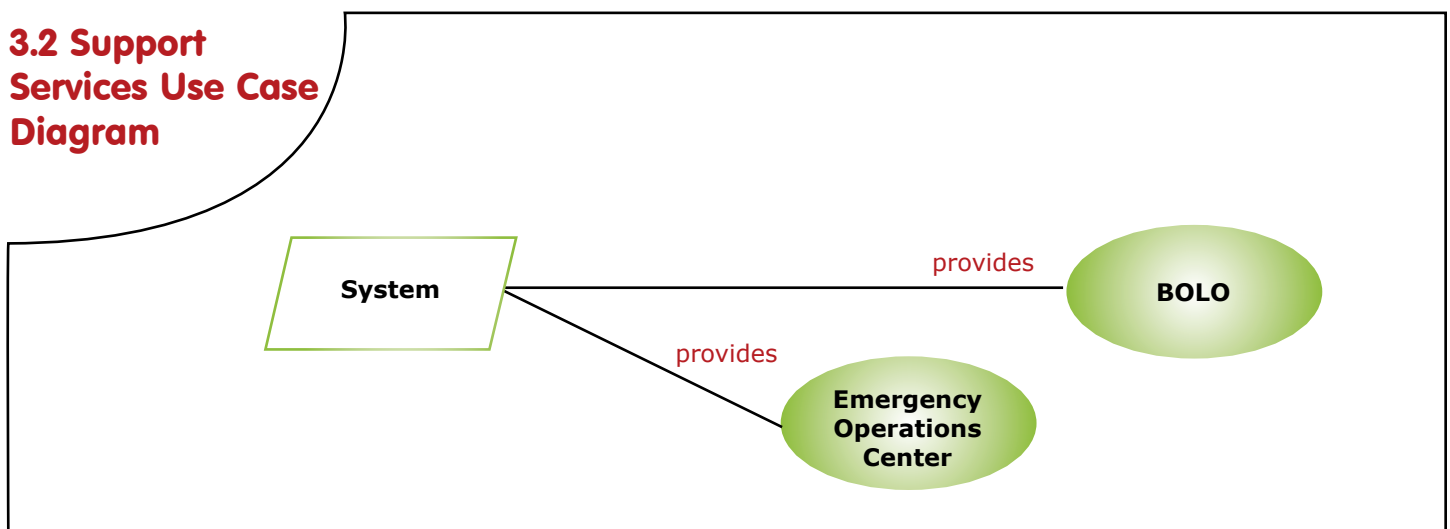 3.2 Support
Services Use Case
Diagram
System
provides
BOLO
provides
Emergency
Operations
Center